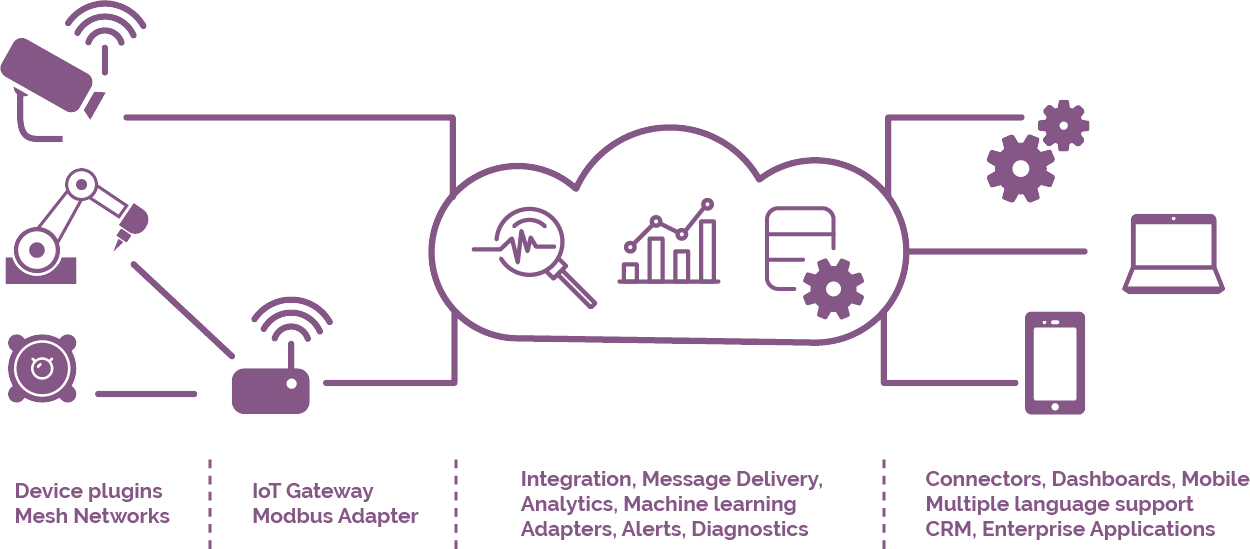 Device plugins
Mesh Networks
IoT Gateway
Modbus Adapter
Integration, Message Delivery,
Analytics, Machine learning
Adapters, Alerts, Diagnostics
Connectors, Dashboards, Mobile
Multiple language support
CRM, Enterprise Applications